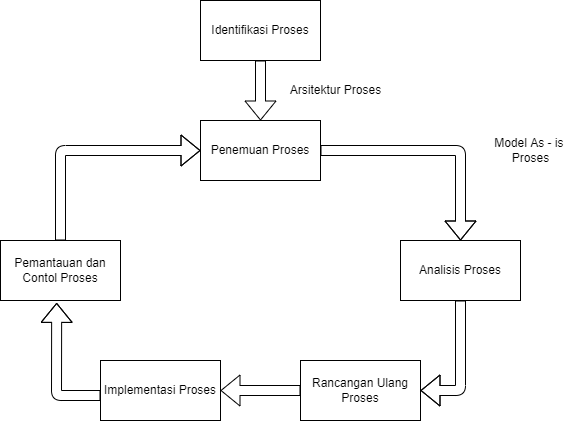 Identifikasi Proses
Arsitektur Proses
Penemuan Proses
Model As - is
Proses
Pemantauan dan
Contol Proses
Analisis Proses
Implementasi Proses
Rancangan Ulang
Proses